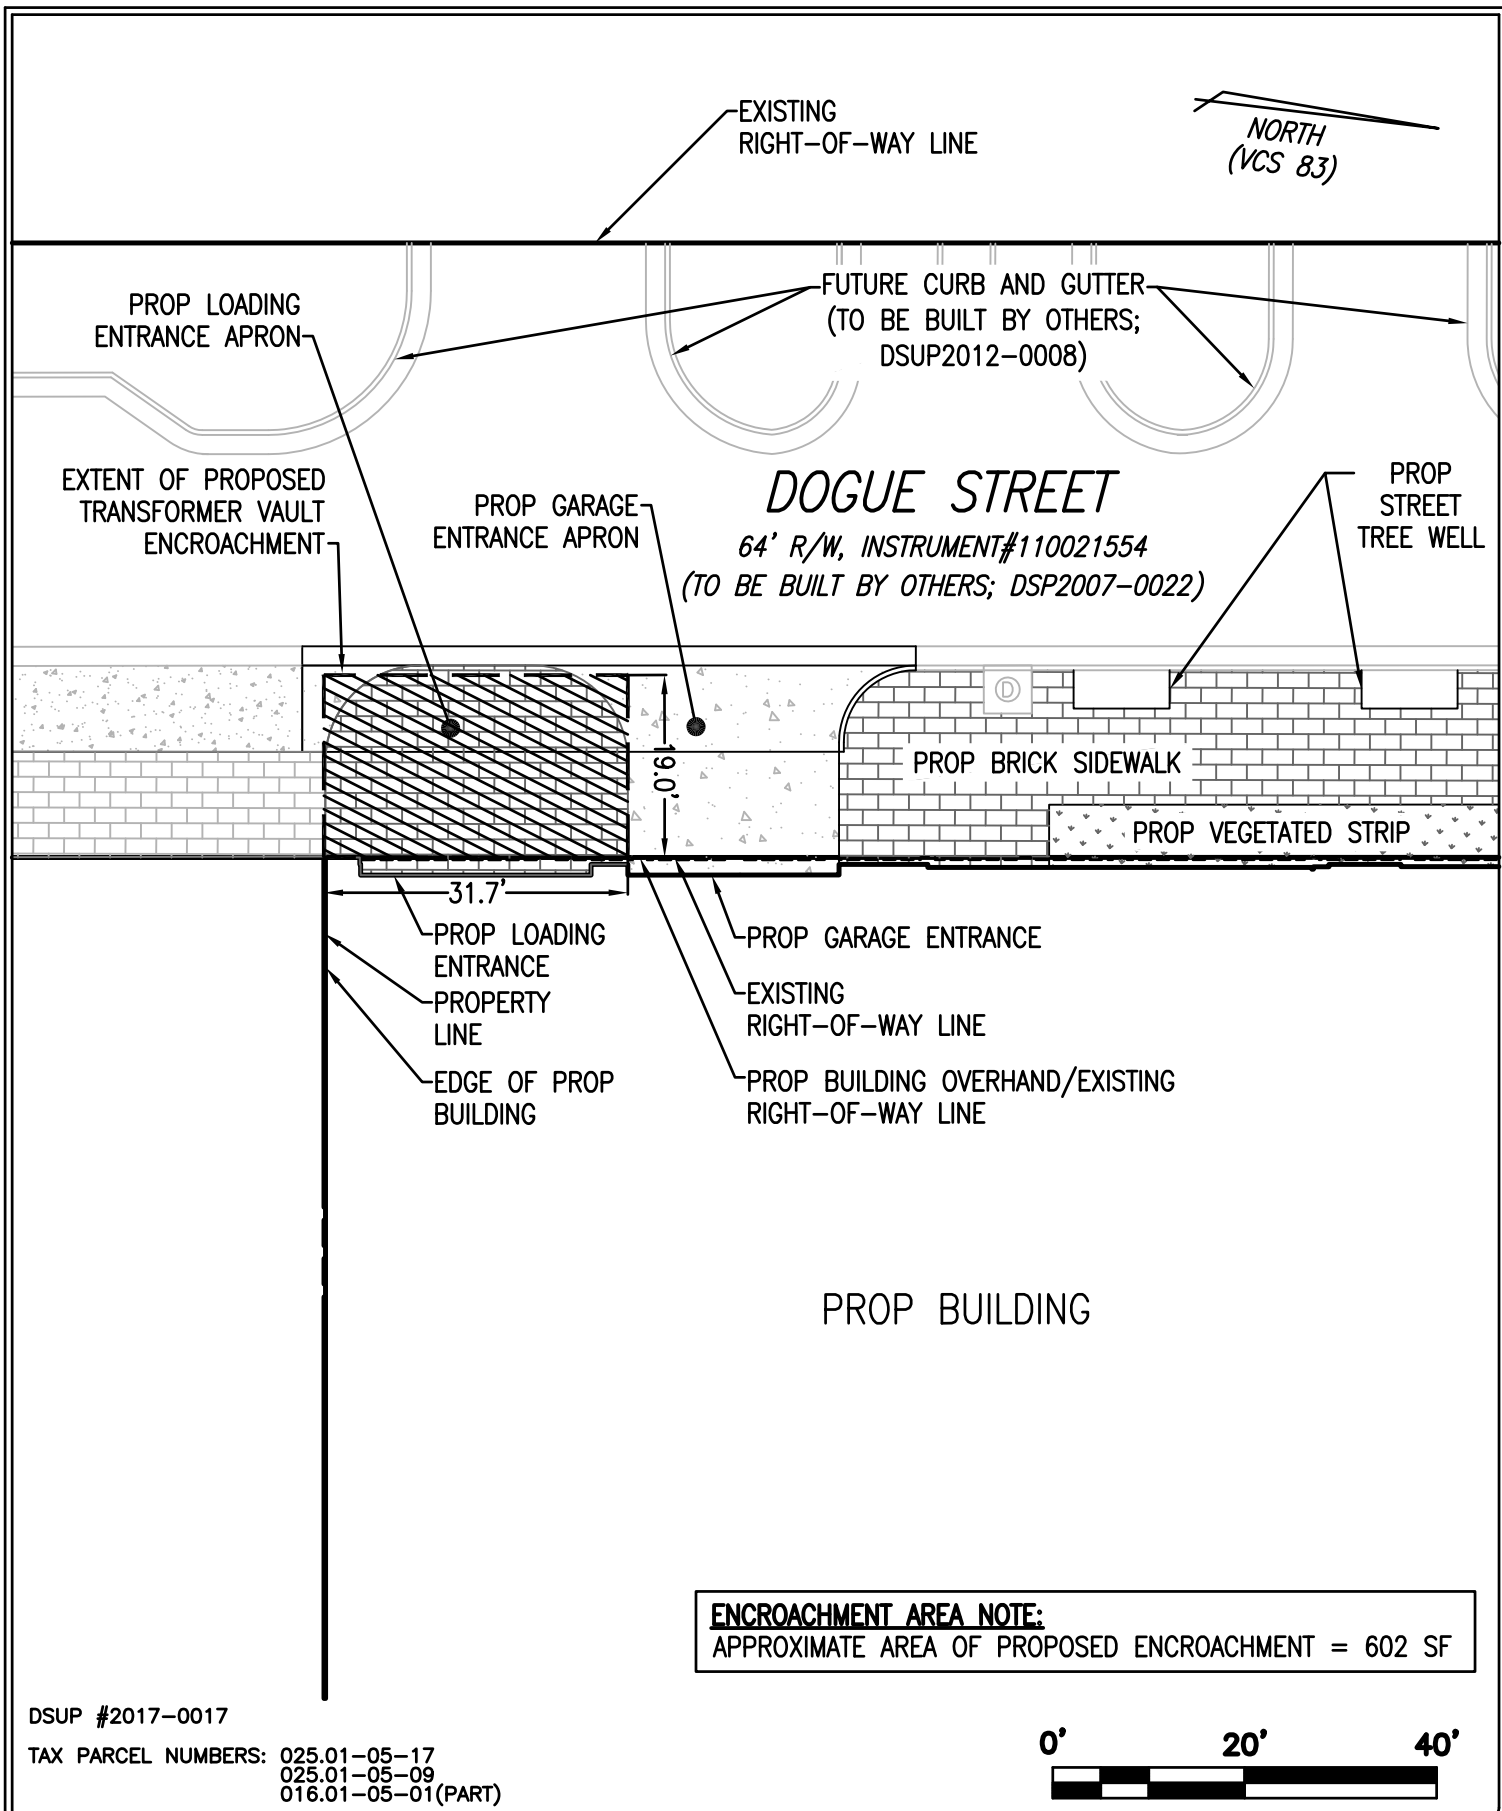 EXISTING
RIGHT-OF-WAY LINE
NORTH
(VCS 83)
FUTURE CURB AND GUTTER
(TO BE BUILT BY OTHERS;
DSUP2012-0008)
PROP LOADING
ENTRANCE APRON
EXTENT OF PROPOSED
TRANSFORMER VAULT
ENCROACHMENT
PROP GARAGE
ENTRANCE APRON
DOGUE STREET
64' R/W, INSTRUMENT#110021554
(TO BE BUILT BY OTHERS; DSP2007-0022)
PROP
STREET
TREE WELL
D
19.0'
PROP BRICK SIDEWALK
PROP VEGETATED STRIP
31.7'
PROP LOADING
ENTRANCE
PROPERTY
LINE
EDGE OF PROP
BUILDING
PROP GARAGE ENTRANCE
EXISTING
RIGHT-OF-WAY LINE
PROP BUILDING OVERHAND/EXISTING
RIGHT-OF-WAY LINE
PROP BUILDING
ENCROACHMENT AREA NOTE:
APPROXIMATE AREA OF PROPOSED ENCROACHMENT = 602 SF
DSUP #2017-0017
TAX PARCEL NUMBERS: 025.01-05-17
025.01-05-09
016.01-05-01(PART)
0' 20' 40'